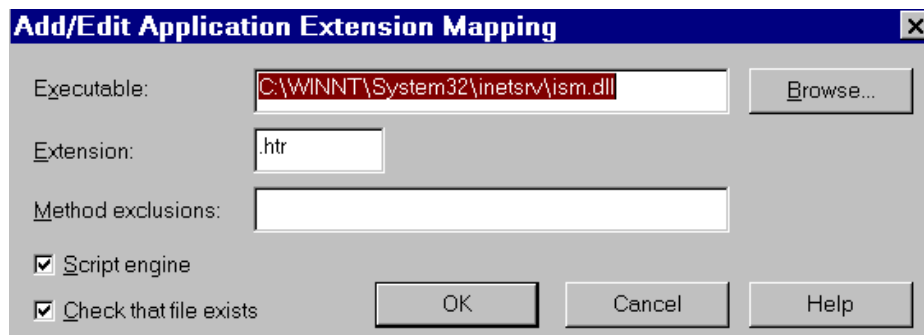 Add/Edit Application Extension Mapping
Executable: C:\WINNT\System32\inetsrv\ism.dll Browse...
Extension: .htr
Method exclusions:
Script engine
Check that file exists OK Cancel Help